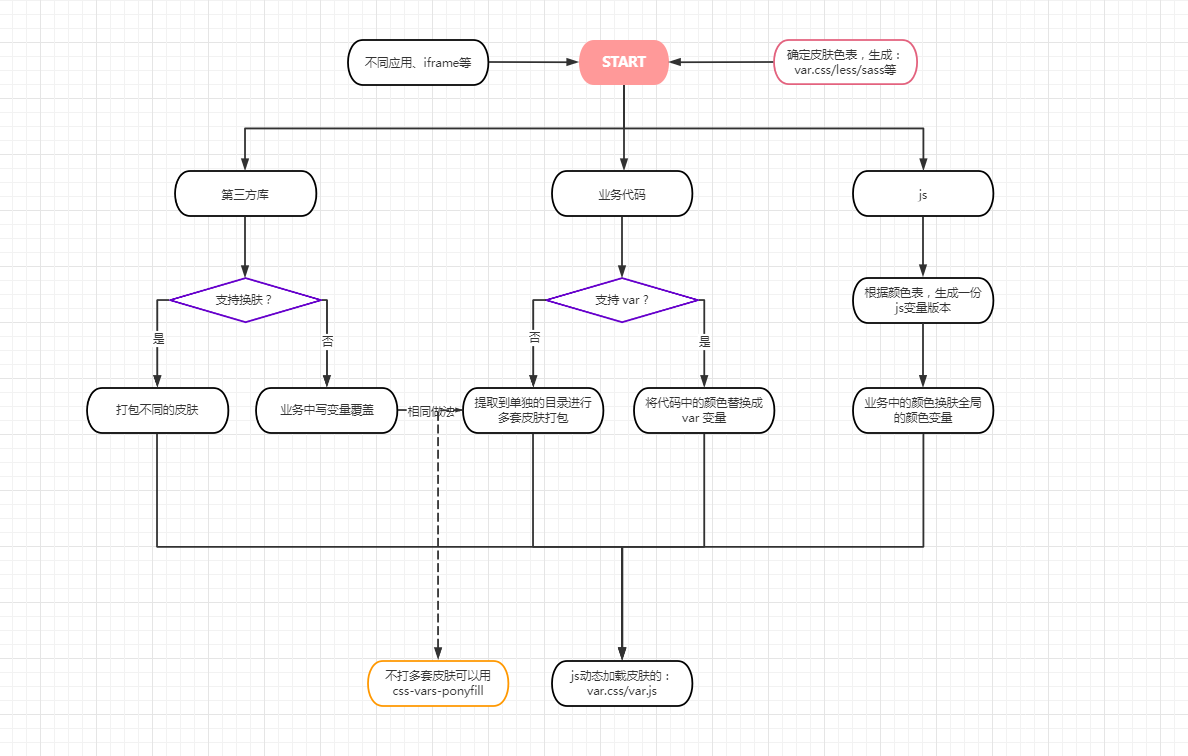 不同应用、iframe等
START
确定皮肤色表，生成：
var.css/less/sass等
第三方库
业务代码
js
支持换肤？
支持 var？
根据颜色表，生成一份
js变量版本
是
否
否
是
打包不同的皮肤
业务中写变量覆盖
相同做法
提取到单独的目录进行
多套皮肤打包
将代码中的颜色替换成
var 变量
业务中的颜色换肤全局
的颜色变量
不打多套皮肤可以用
css-vars-ponyfill
js动态加载皮肤的：
var.css/var.js